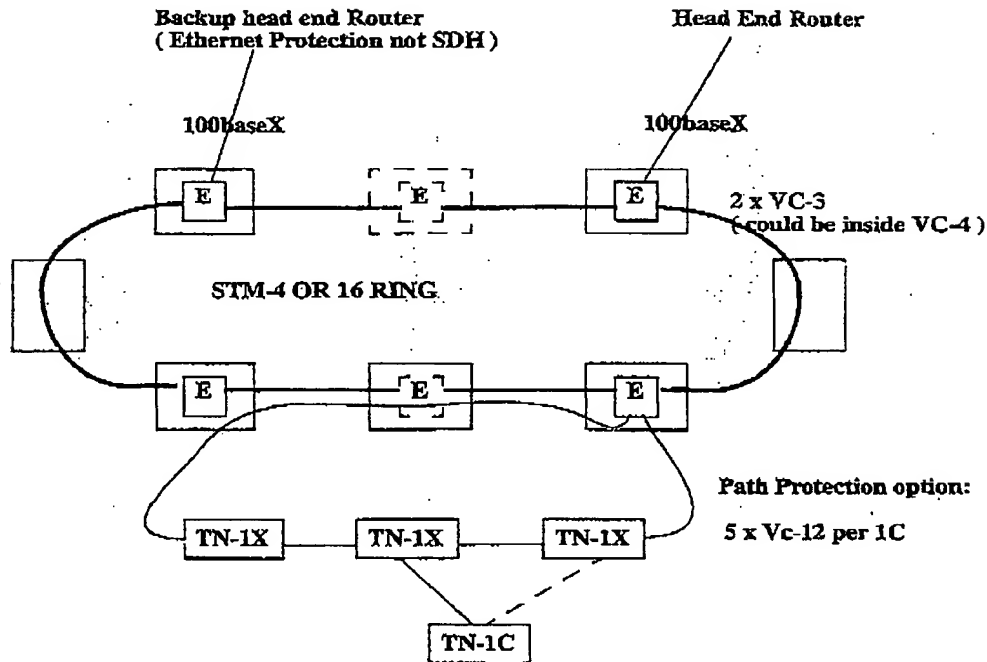 Backup head end Router
( Ethernet Protection not SDH )
Head End Router
100baseX
100baseX
E
E
E
2 x VC-3
( could be inside VC-4 )
STM-4 OR 16 RING
E
E
E
Path Protection option:
5 x Vc-12 per 1C
TN-1X
TN-1X
TN-1X
TN-1C